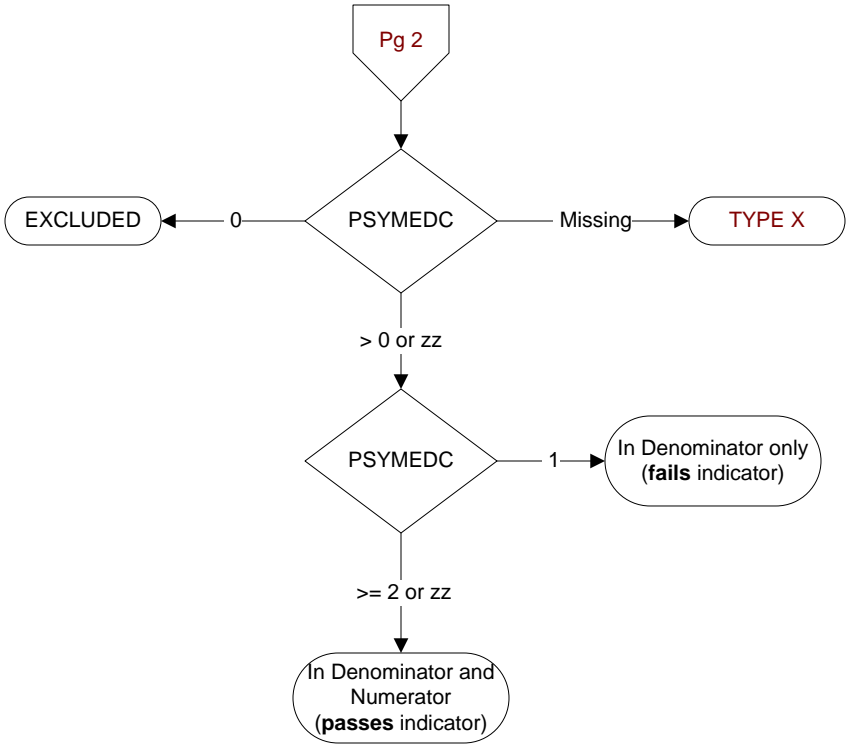 Pg 2
EXCLUDED
0
PSYMEDC
Missing
TYPE X
> 0 or zz
PSYMEDC
1
In Denominator only
(fails indicator)
>= 2 or zz
In Denominator and
Numerator
(passes indicator)